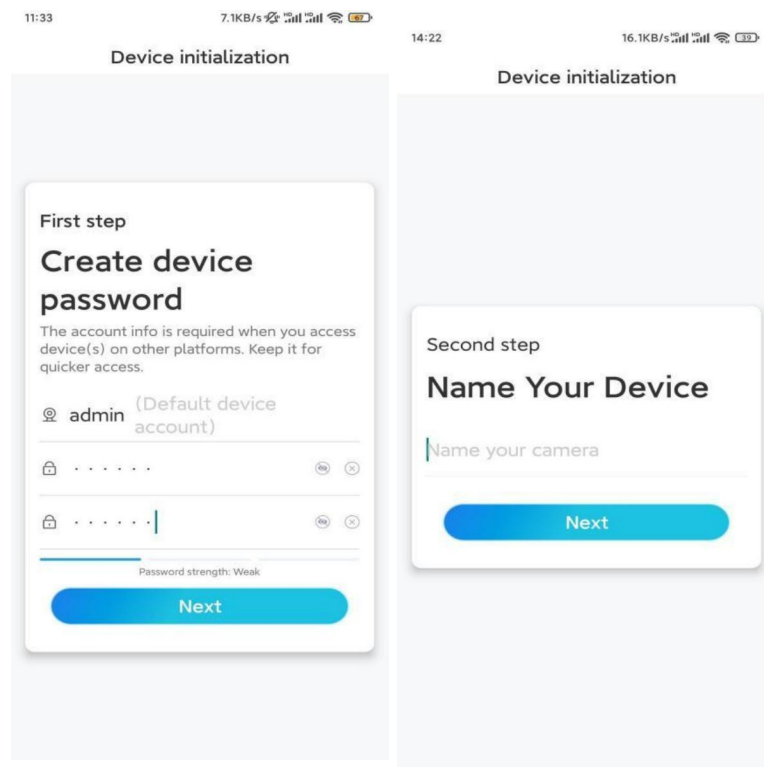 11:33
7.1KB/s
67
Device initialization
First step
Create device
password
The account info is required when you access
device(s) on other platforms. Keep it for
quicker access.
admin (Default device
account)
······
······
Password strength: Weak
Next
14:22
16.1KB/s
39
Device initialization
Second step
Name Your Device
Name your camera
Next